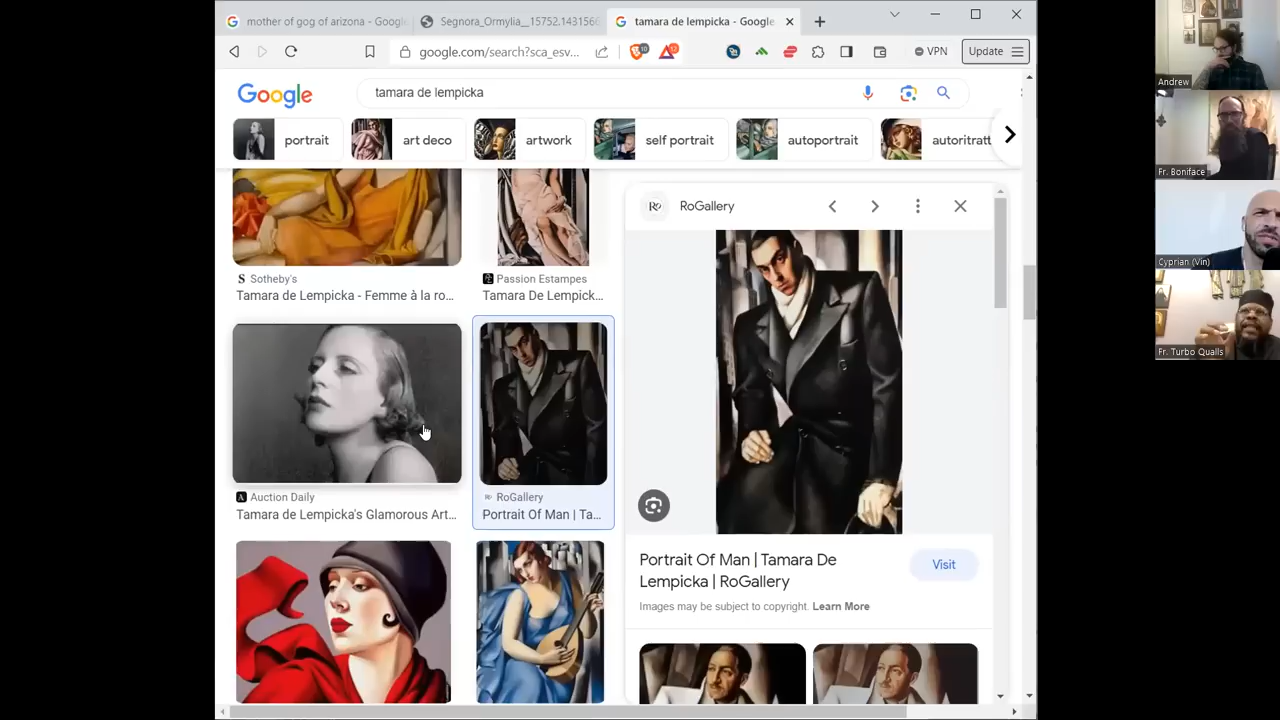 mother of gog of arizona - Google
Segnora_Ormylia__15752.1431566
tamara de lempicka - Google
google.com/search?sca_esv...
10
VPN
Update
Google
tamara de lempicka
portrait
art deco
artwork
self portrait
autoportrait
autoritratt
Sotheby's
Tamara de Lempicka - Femme à la ro...
Passion Estampes
Tamara De Lempick...
Auction Daily
Tamara de Lempicka's Glamorous Art...
RoGallery
Portrait Of Man | Ta...
RoGallery
Portrait Of Man | Tamara De
Lempicka | RoGallery
Visit
Images may be subject to copyright. Learn More
Andrew
Fr. Boniface
Cyprian (Vin)
Fr. Turbo Qualls